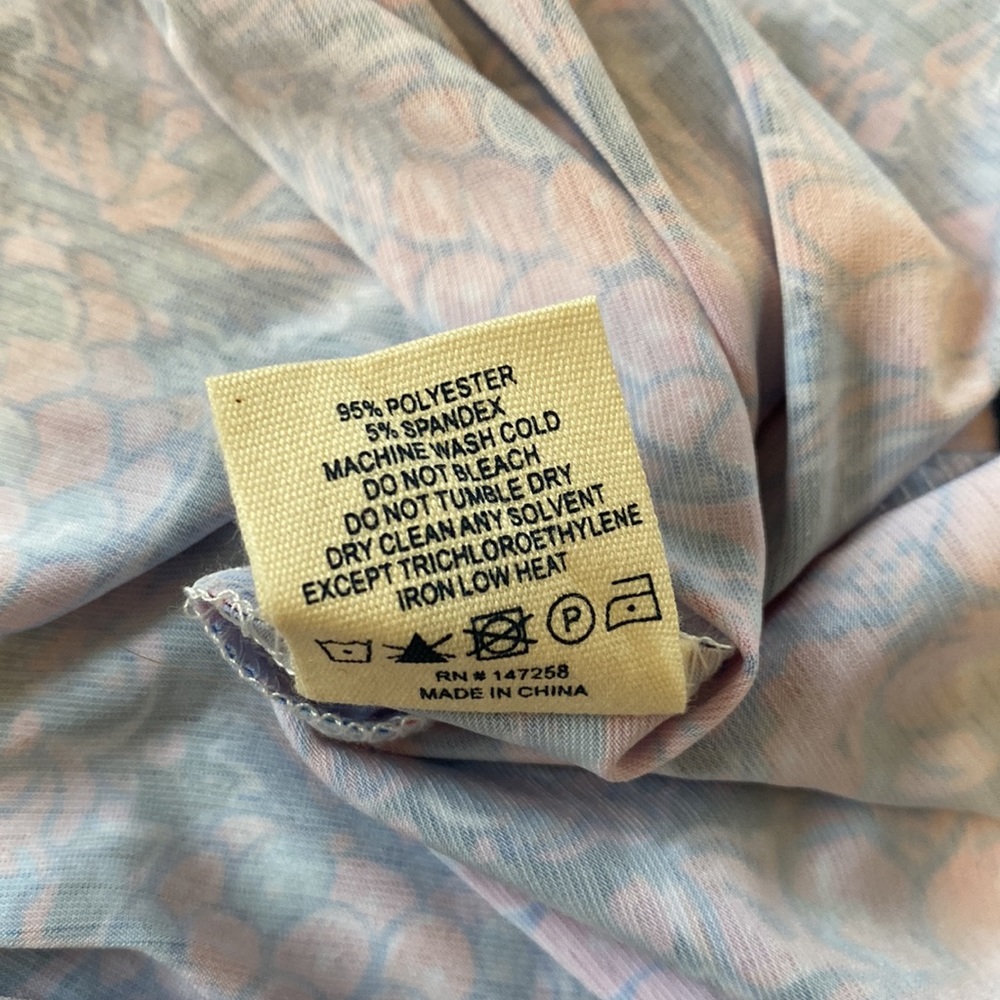 95% POLYESTER
5% SPANDEX
MACHINE WASH COLD
DO NOT BLEACH
DO NOT TUMBLE DRY
DRY CLEAN ANY SOLVENT
EXCEPT TRICHLOROETHYLENE
IRON LOW HEAT
P
RN # 147258
MADE IN CHINA